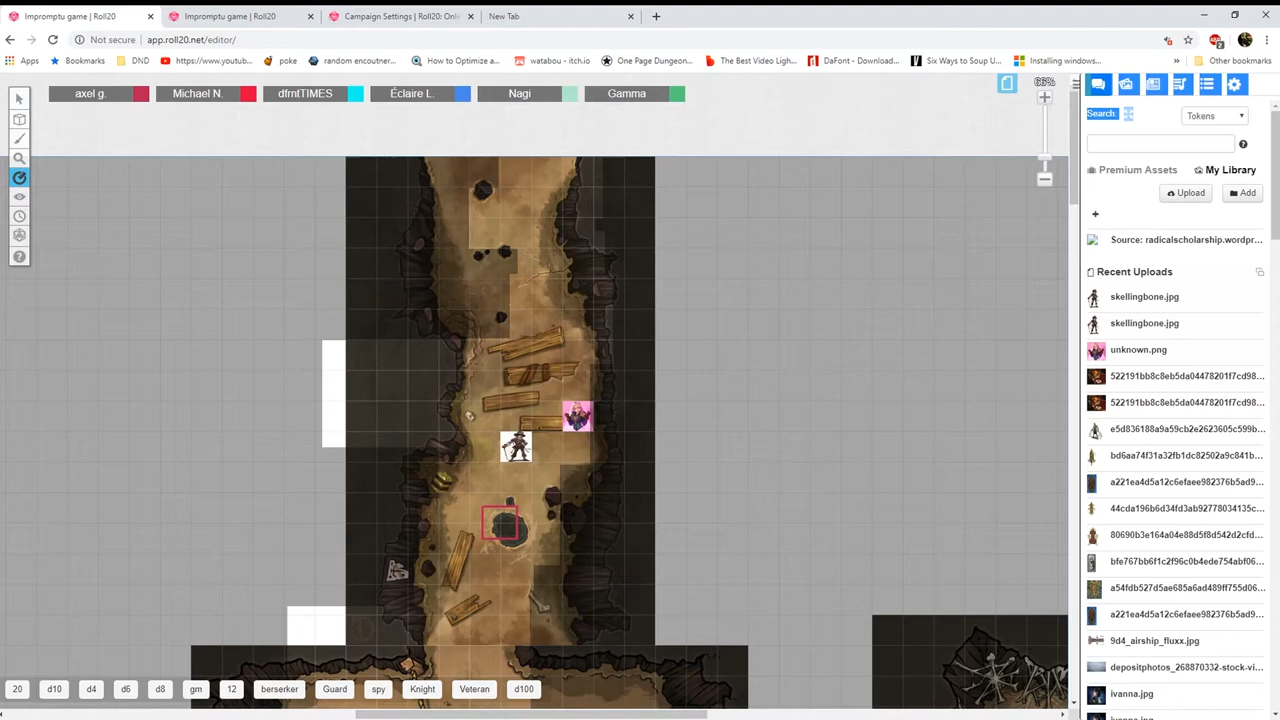 Impromptu game | Roll20
Impromptu game | Roll20
Campaign Settings | Roll20: Onli
New Tab
Not secure
app.roll20.net/editor/
Apps
Bookmarks
DND
https://www.youtub...
poke
random encoutner...
How to Optimize a...
watabou - itch.io
One Page Dungeon...
The Best Video Ligh...
DaFont - Download...
Six Ways to Soup U...
Installing windows...
»
Other bookmarks
axel g.
Michael N.
dfmtTIMES
Éclaire L.
Nagi
Gamma
66%
Search:
Tokens
Premium Assets
My Library
Upload
Add
Source: radicalscholarship.wordpr...
Recent Uploads
skellingbone.jpg
skellingbone.jpg
unknown.png
522191bb8c8eb5da04478201f7cd98...
522191bb8c8eb5da04478201f7cd98...
e5d836188a9a59cb2e2623605c599b...
bd6aa74f31a32fb1dc82502a9c841b...
a221ea4d5a12c6efaee982376b5ad9...
44cda196b6d34fd3ab92778034135c...
80690b3e164a04e88d5f8d542d2cfd...
bfe767bb6f1c2f96c0b4ede754abf06...
a54fdb527d5ae685a6ad489ff755d06...
a221ea4d5a12c6efaee982376b5ad9...
9d4_airship_fluxx.jpg
depositphotos_268870332-stock-vi...
ivanna.jpg
20
d10
d4
d6
d8
gm
12
berserker
Guard
spy
Knight
Veteran
d100